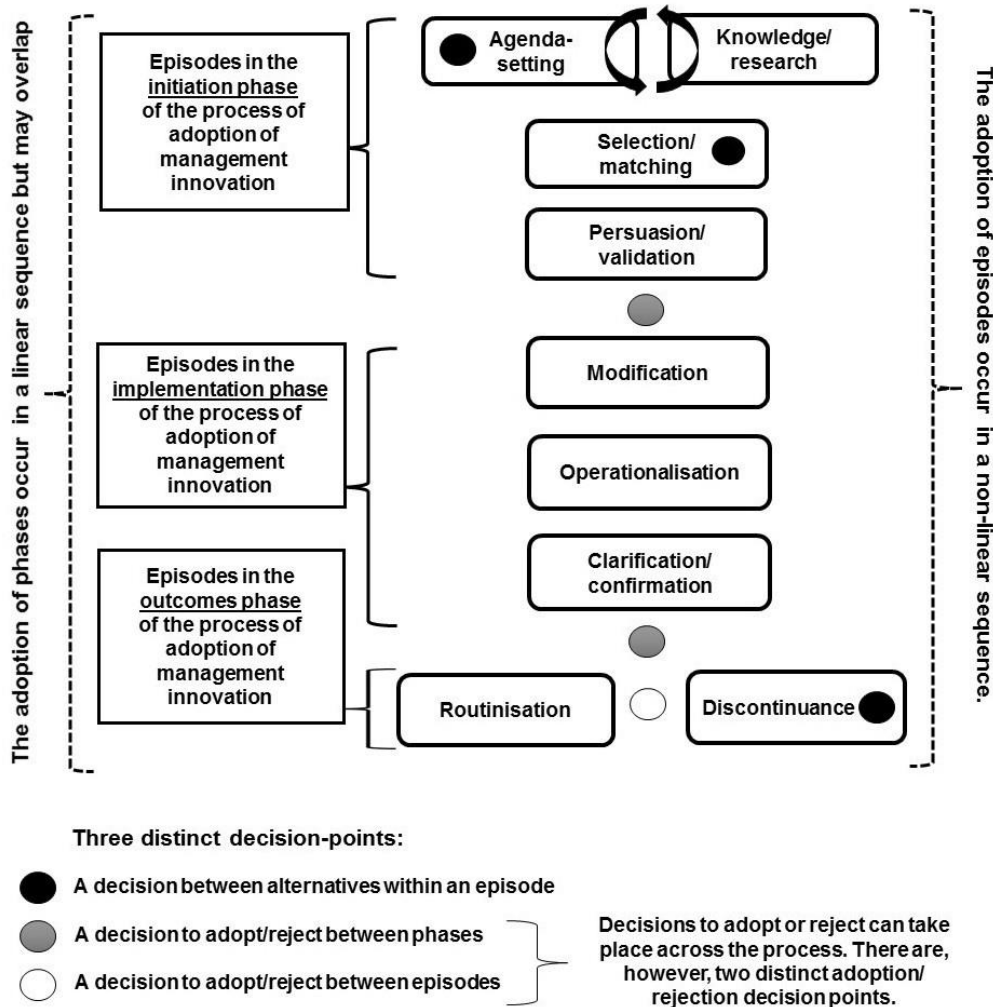 The adoption of phases occur in a linear sequence but may overlap
Episodes in the
initiation phase
of the process of
adoption of
management
innovation
Agenda-
setting
Knowledge/
research
Selection/
matching
Persuasion/
validation
Episodes in the
implementation phase
of the process of
adoption of
management
innovation
Modification
Operationalisation
Clarification/
confirmation
Episodes in the
outcomes phase
of the process of
adoption of
management
innovation
Routinisation
Discontinuance
The adoption of episodes occur in a non-linear sequence.
Three distinct decision-points:
A decision between alternatives within an episode
A decision to adopt/reject between phases
A decision to adopt/reject between episodes
Decisions to adopt or reject can take
place across the process. There are,
however, two distinct adoption/
rejection decision points.